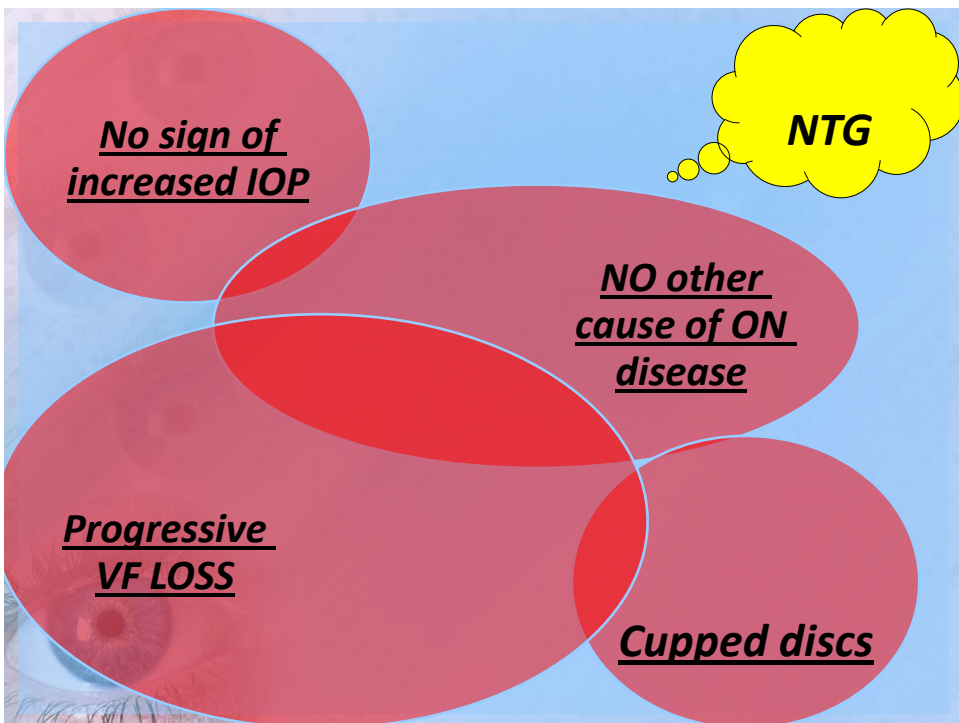 No sign of
increased IOP
NTG
NO other
cause of ON
disease
Progressive
VF LOSS
Cupped discs